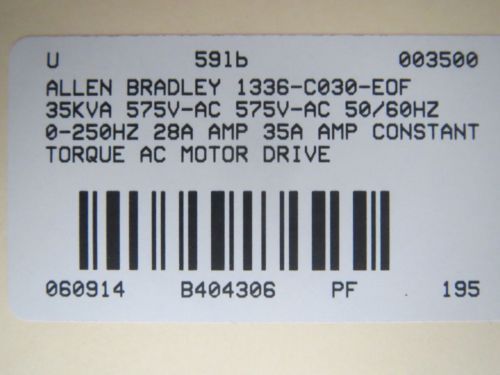 U 591b 003500
ALLEN BRADLEY 1336-C030-EOF
35KVA 575V-AC 575V-AC 50/60HZ
0-250HZ 28A AMP 35A AMP CONSTANT
TORQUE AC MOTOR DRIVE
060914 B404306 PF 195